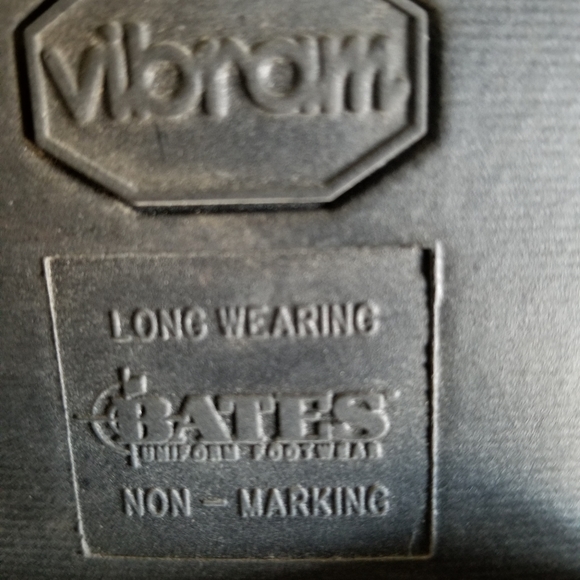 vibram
LONG WEARING
BATES
UNIFORM FOOTWEAR
NON - MARKING